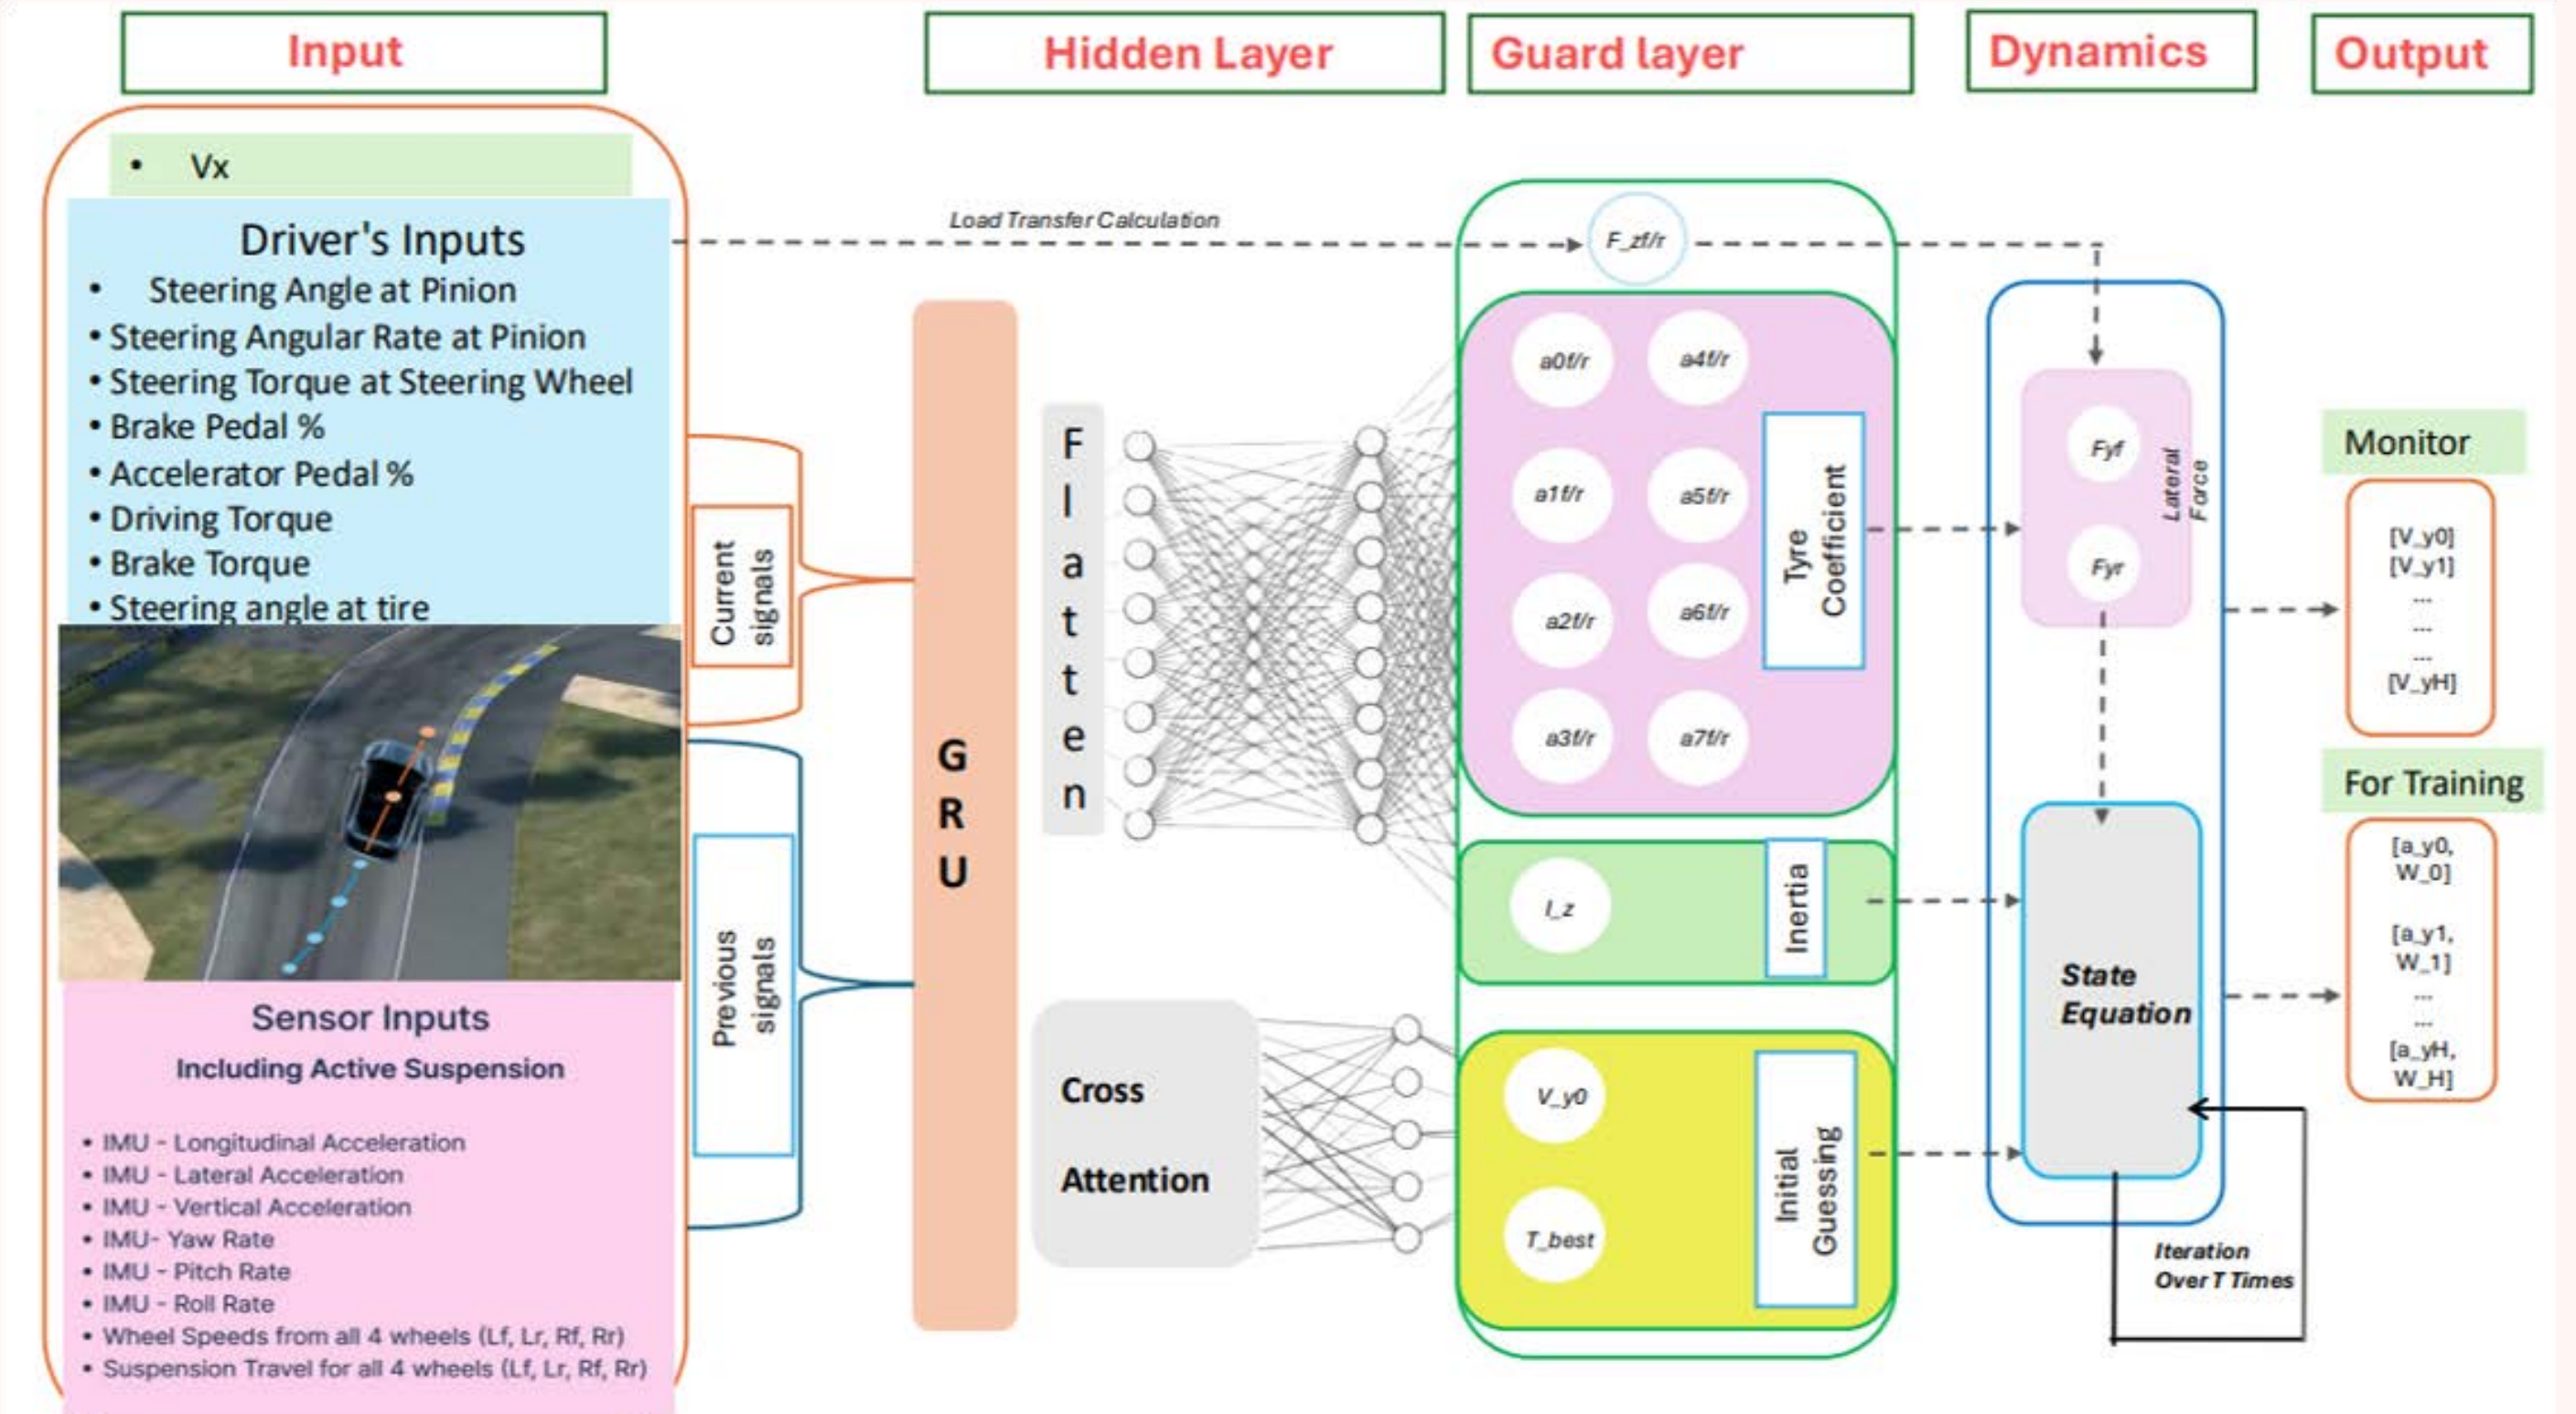 Input
Hidden Layer
Guard layer
Dynamics
Output
• Vx
Driver's Inputs
• Steering Angle at Pinion
• Steering Angular Rate at Pinion
• Steering Torque at Steering Wheel
• Brake Pedal %
• Accelerator Pedal %
• Driving Torque
• Brake Torque
• Steering angle at tire
Sensor Inputs
Including Active Suspension
• IMU - Longitudinal Acceleration
• IMU - Lateral Acceleration
• IMU - Vertical Acceleration
• IMU- Yaw Rate
• IMU - Pitch Rate
• IMU - Roll Rate
• Wheel Speeds from all 4 wheels (Lf, Lr, Rf, Rr)
• Suspension Travel for all 4 wheels (Lf, Lr, Rf, Rr)
Current
signals
Previous
signals
G
R
U
Load Transfer Calculation
F
l
a
t
t
e
n
Cross
Attention
F_zf/r
a0f/r
a4f/r
a1f/r
a5f/r
a2f/r
a6f/r
a3f/r
a7f/r
Tyre
Coefficient
I_z
Inertia
V_y0
T_best
Initial
Guessing
Fyf
Fyr
Lateral
Force
State
Equation
Iteration
Over T Times
Monitor
[V_y0]
[V_y1]
...
...
...
[V_yH]
For Training
[a_y0,
W_0]
[a_y1,
W_1]
...
...
[a_yH,
W_H]